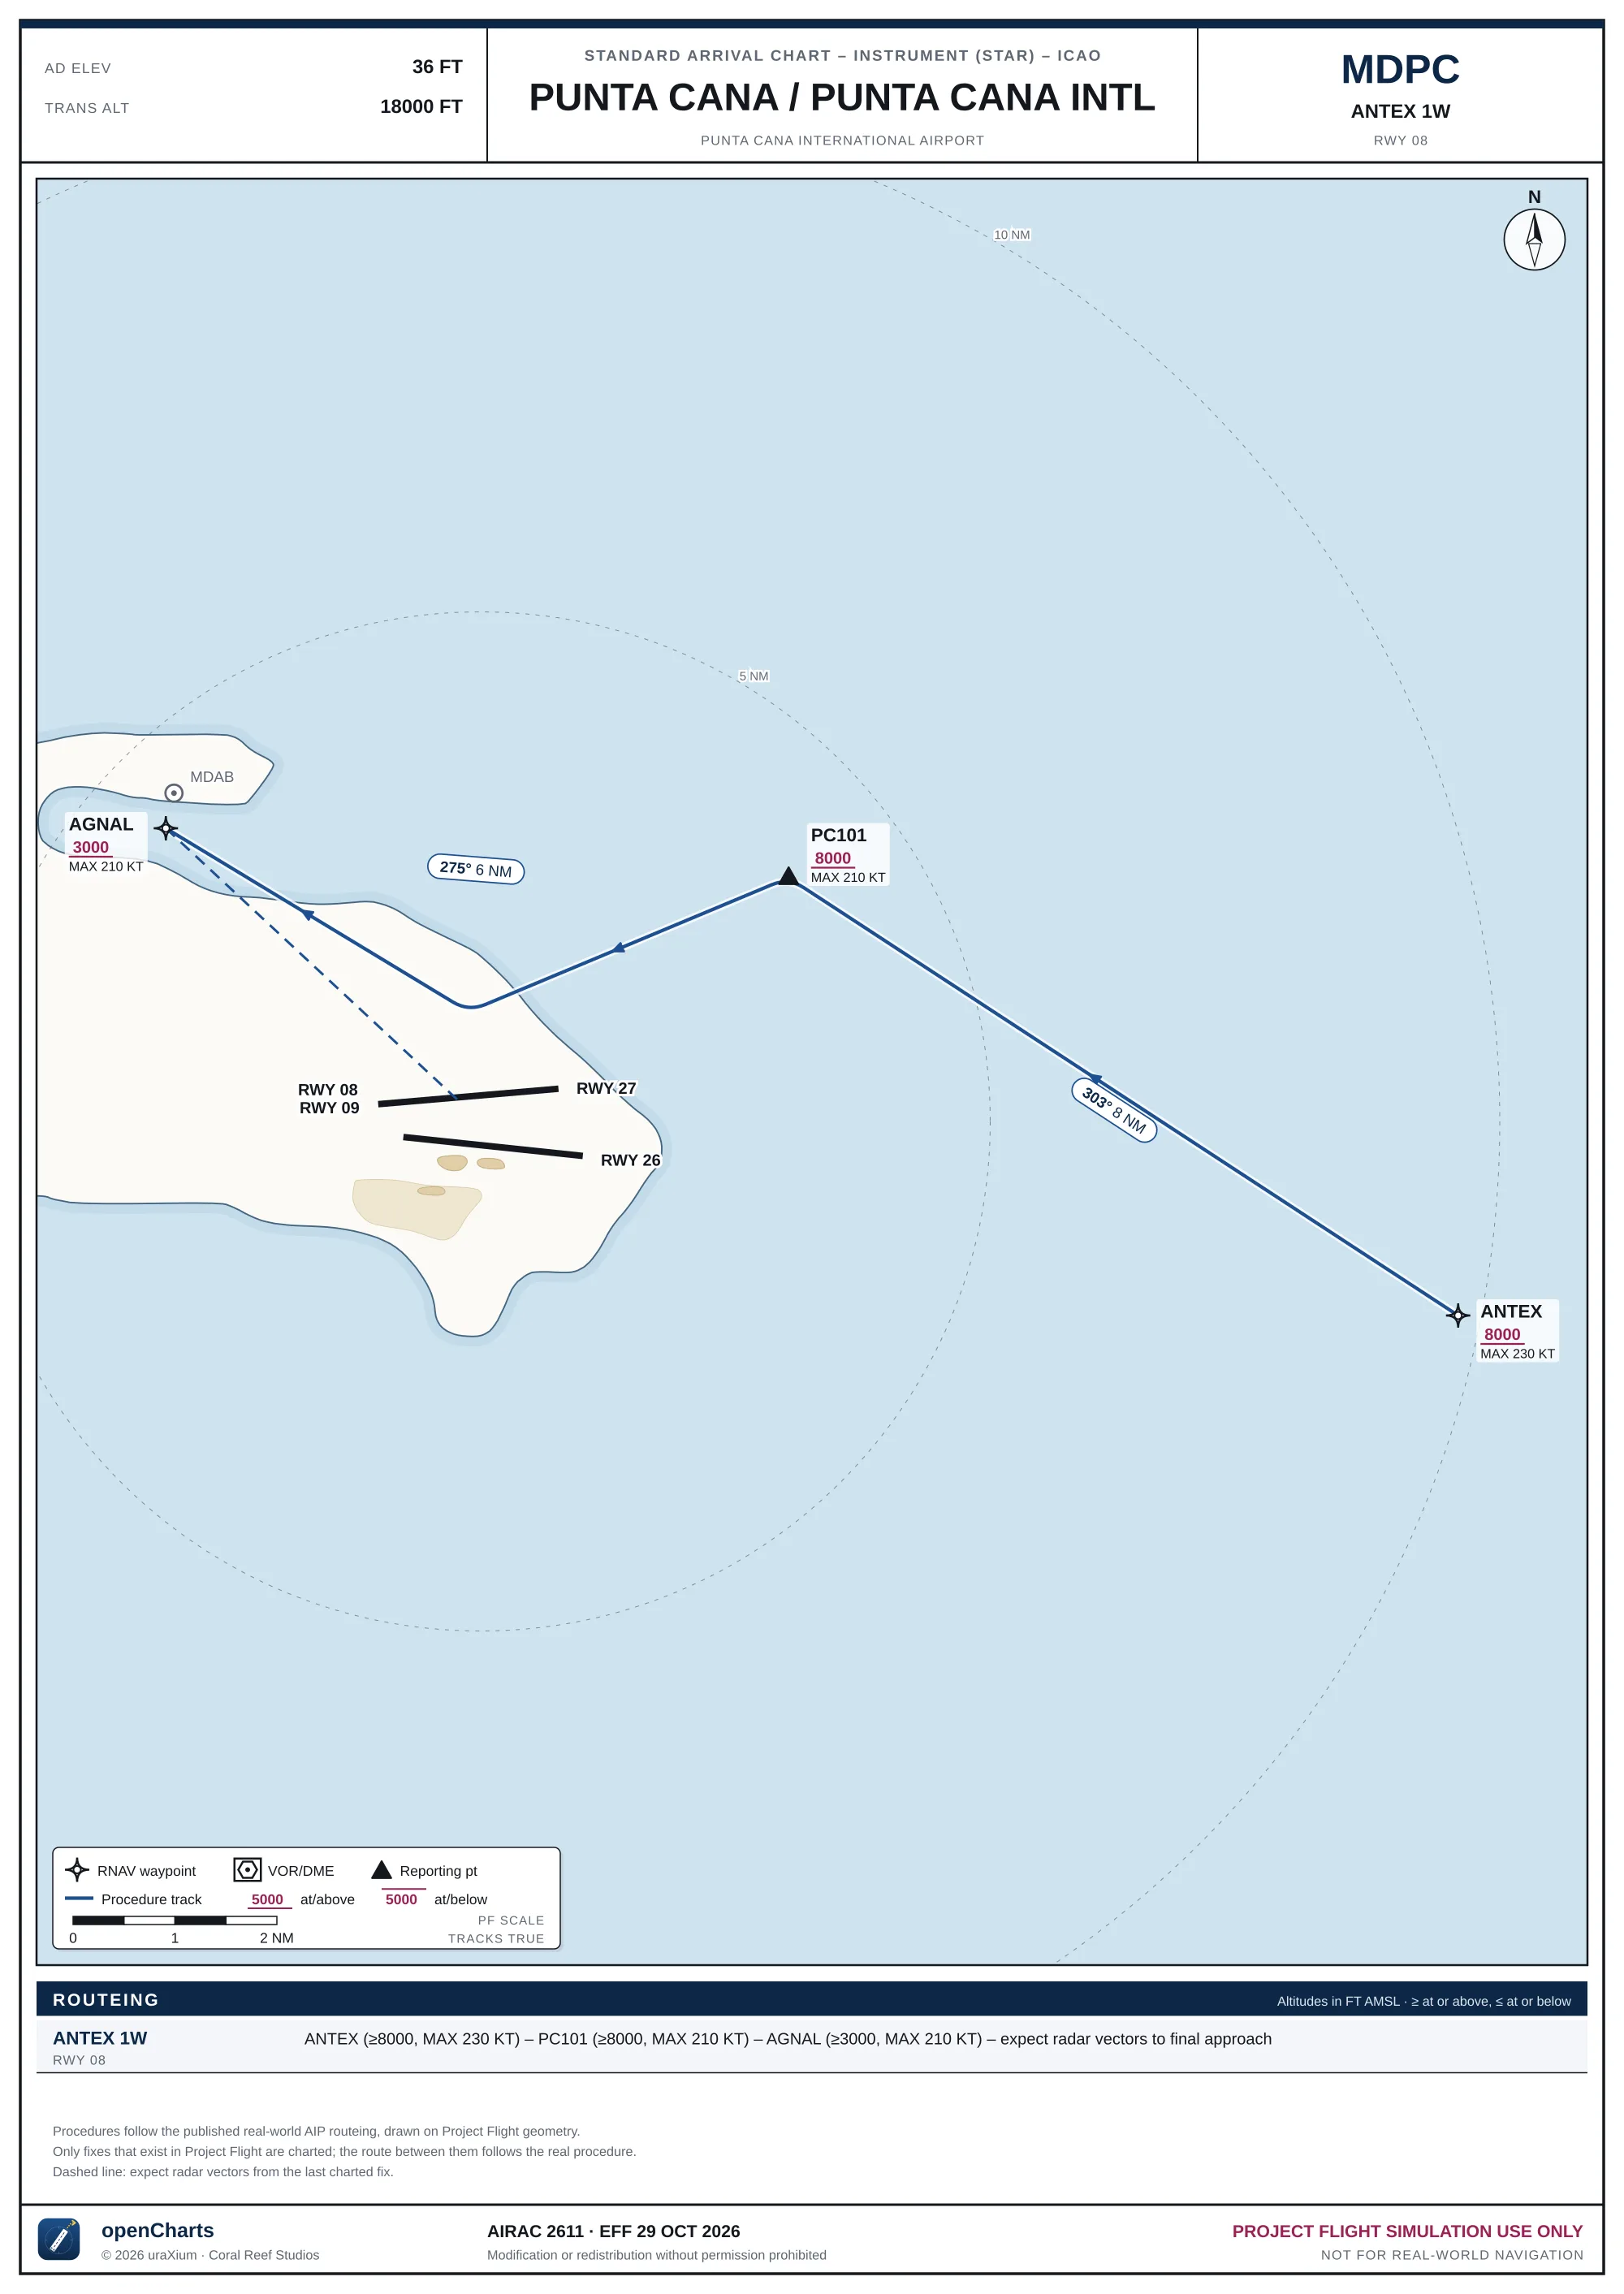 AD ELEV 36 FT
TRANS ALT 18000 FT
STANDARD ARRIVAL CHART – INSTRUMENT (STAR) – ICAO
PUNTA CANA / PUNTA CANA INTL
PUNTA CANA INTERNATIONAL AIRPORT
MDPC
ANTEX 1W
RWY 08
N
10 NM
5 NM
MDAB
AGNAL
3000
MAX 210 KT
275° 6 NM
PC101
8000
MAX 210 KT
RWY 08
RWY 09
RWY 27
RWY 26
303° 8 NM
ANTEX
8000
MAX 230 KT
RNAV waypoint VOR/DME Reporting pt
Procedure track 5000 at/above 5000 at/below
PF SCALE
0 1 2 NM TRACKS TRUE
ROUTEING Altitudes in FT AMSL · ≥ at or above, ≤ at or below
ANTEX 1W ANTEX (≥8000, MAX 230 KT) – PC101 (≥8000, MAX 210 KT) – AGNAL (≥3000, MAX 210 KT) – expect radar vectors to final approach
RWY 08
Procedures follow the published real-world AIP routeing, drawn on Project Flight geometry.
Only fixes that exist in Project Flight are charted; the route between them follows the real procedure.
Dashed line: expect radar vectors from the last charted fix.
openCharts
© 2026 uraXium · Coral Reef Studios
AIRAC 2611 · EFF 29 OCT 2026
Modification or redistribution without permission prohibited
PROJECT FLIGHT SIMULATION USE ONLY
NOT FOR REAL-WORLD NAVIGATION